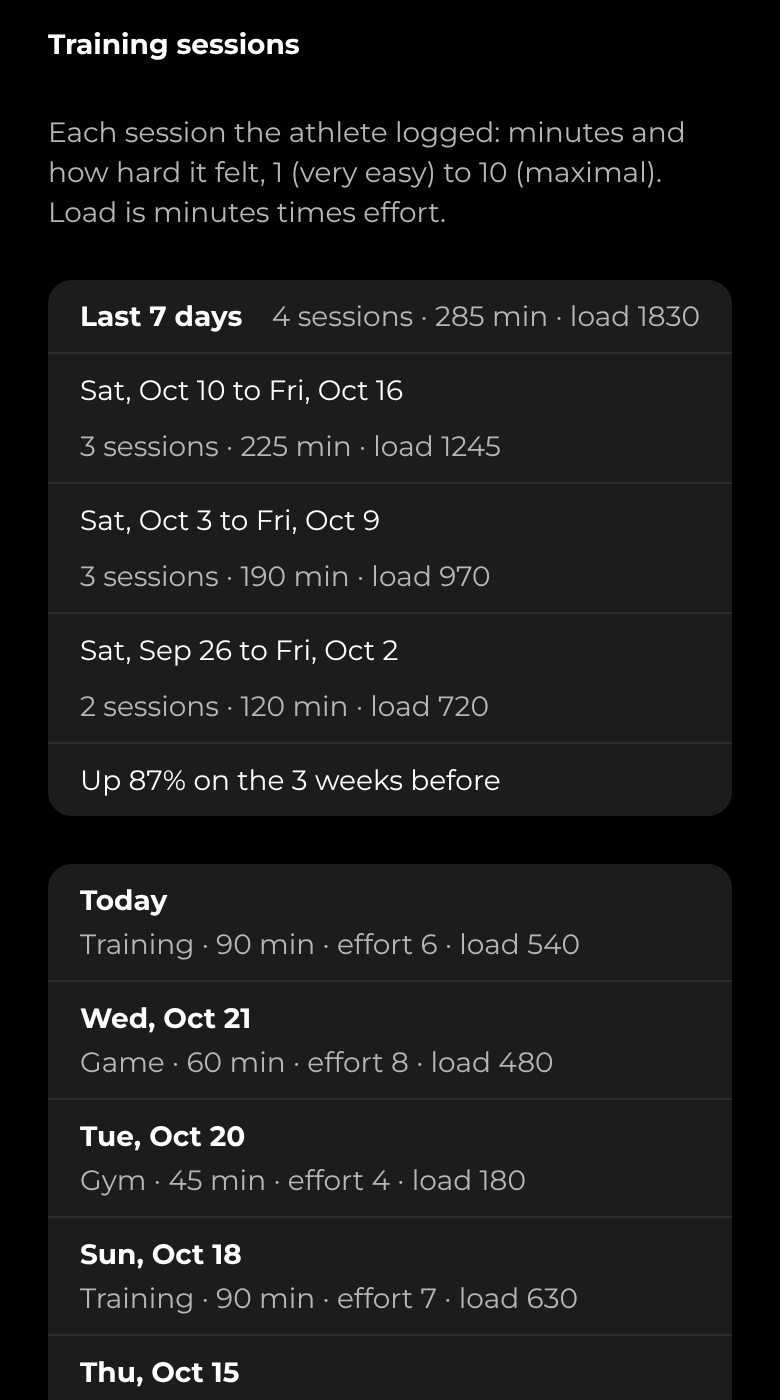 Training sessions
Each session the athlete logged: minutes and
how hard it felt, 1 (very easy) to 10 (maximal).
Load is minutes times effort.
Last 7 days 4 sessions · 285 min · load 1830
Sat, Oct 10 to Fri, Oct 16
3 sessions · 225 min · load 1245
Sat, Oct 3 to Fri, Oct 9
3 sessions · 190 min · load 970
Sat, Sep 26 to Fri, Oct 2
2 sessions · 120 min · load 720
Up 87% on the 3 weeks before
Today
Training · 90 min · effort 6 · load 540
Wed, Oct 21
Game · 60 min · effort 8 · load 480
Tue, Oct 20
Gym · 45 min · effort 4 · load 180
Sun, Oct 18
Training · 90 min · effort 7 · load 630
Thu, Oct 15